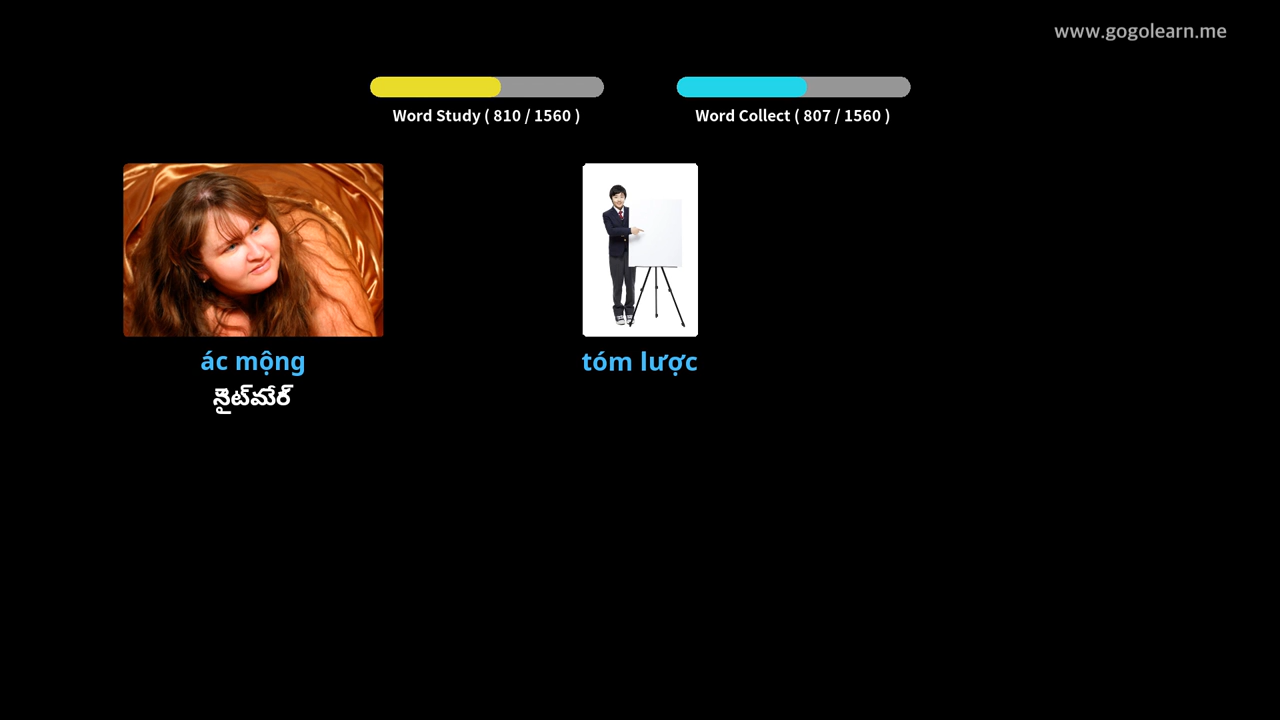 www.gogolearn.me
Word Study ( 810 / 1560 )
Word Collect ( 807 / 1560 )
ác mộng
నైట్‌మేర్
tóm lược